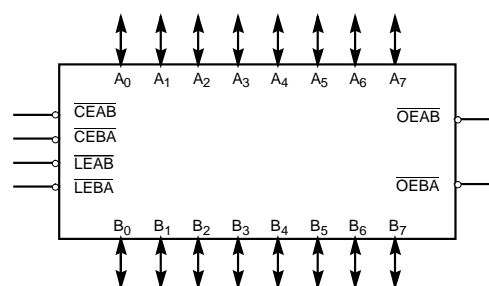 A0 A1 A2 A3 A4 A5 A6 A7
CEAB OEAB
CEBA
LEAB
LEBA OEBA
B0 B1 B2 B3 B4 B5 B6 B7